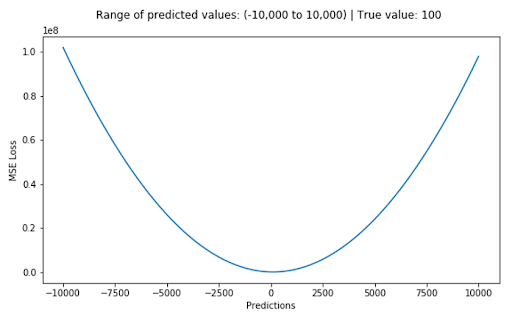 Range of predicted values: (-10,000 to 10,000) | True value: 100
1e8
1.0
0.8
0.6
0.4
0.2
0.0
MSE Loss
−10000 −7500 −5000 −2500 0 2500 5000 7500 10000
Predictions